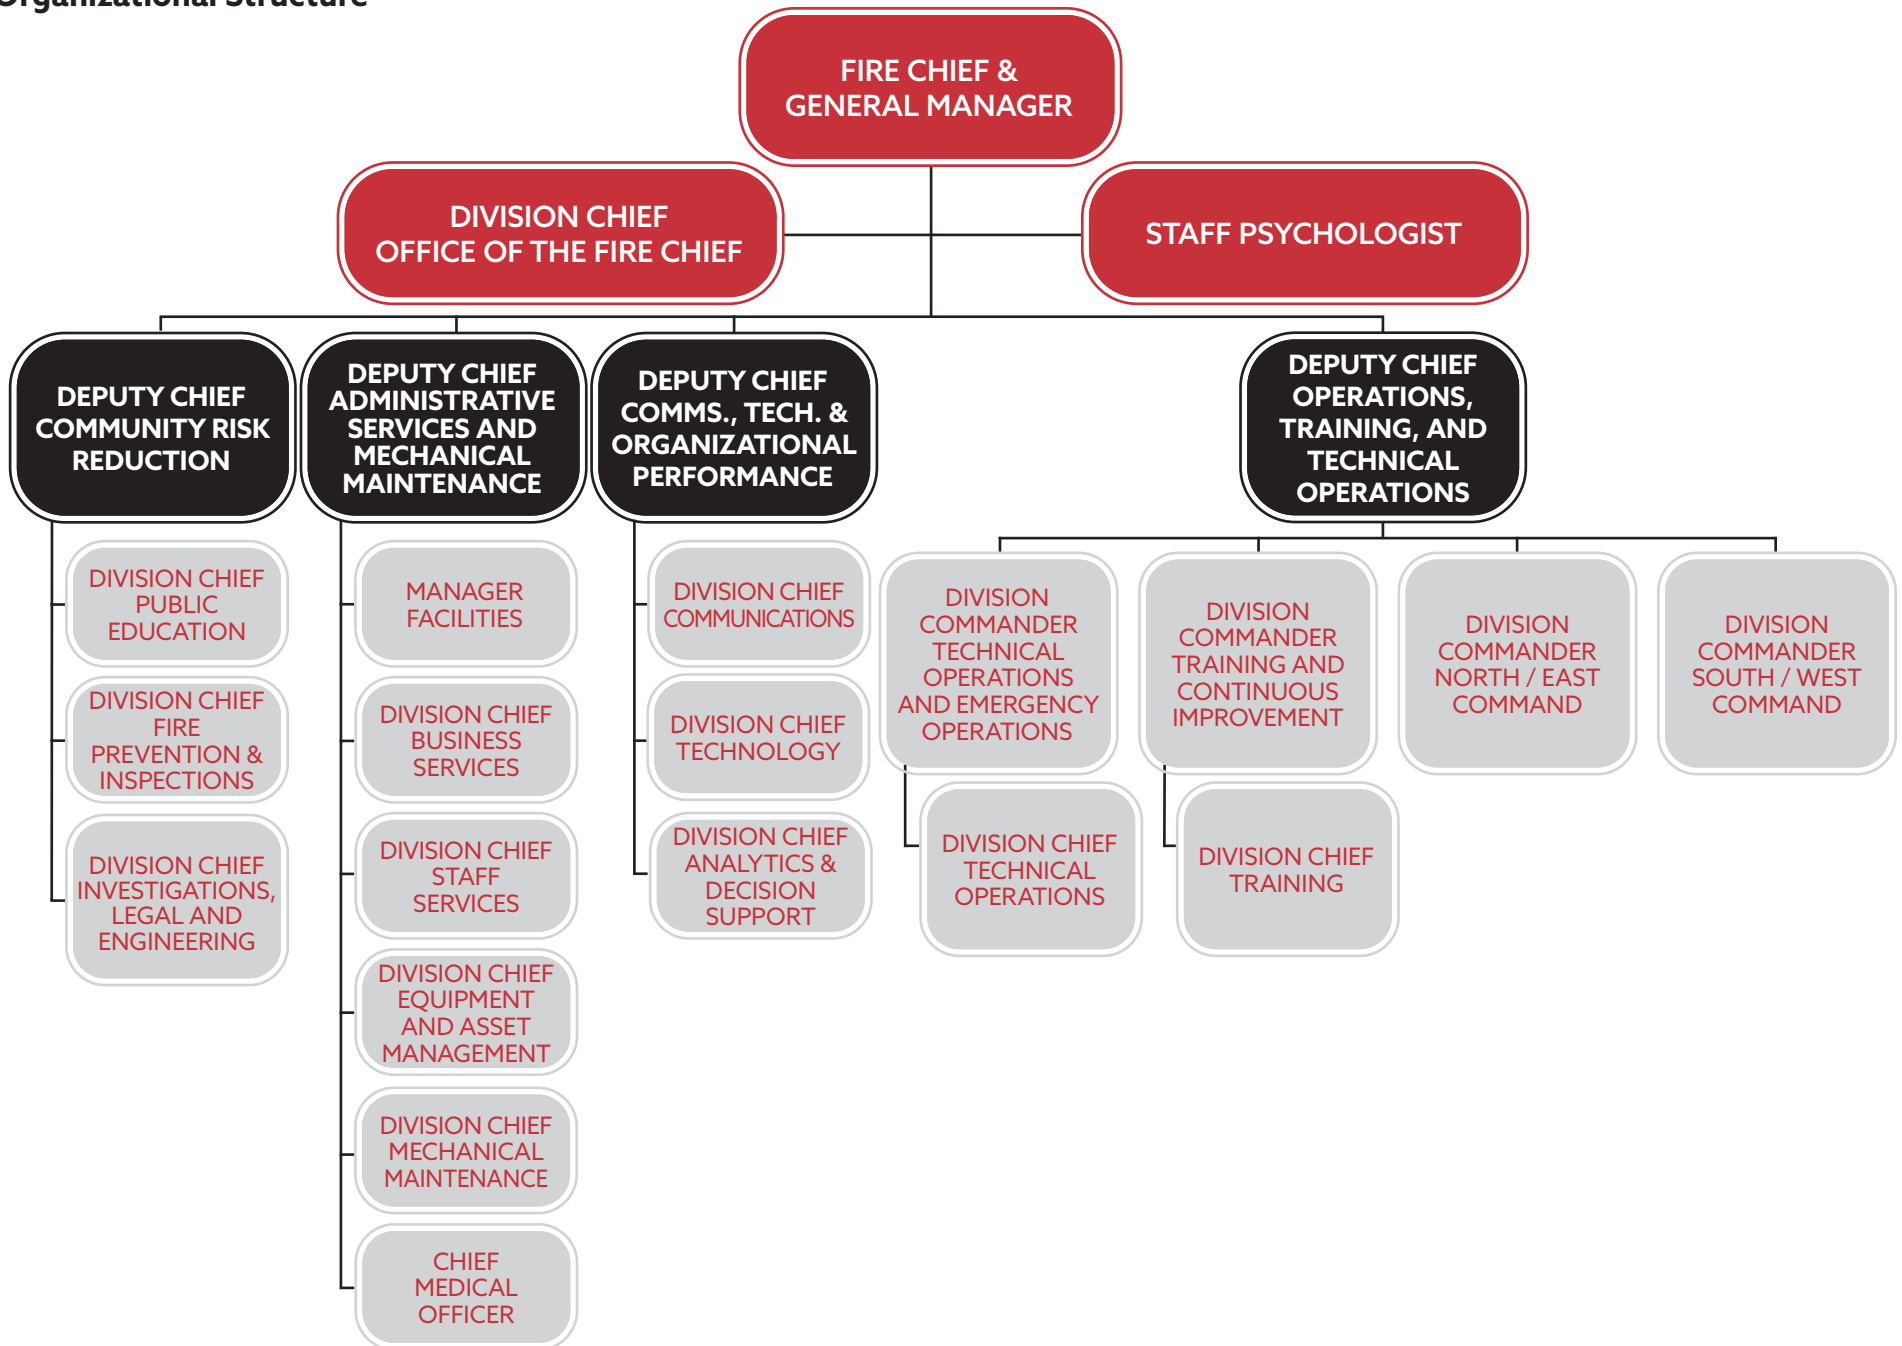 Organizational Structure
FIRE CHIEF &
GENERAL MANAGER
DIVISION CHIEF
OFFICE OF THE FIRE CHIEF
STAFF PSYCHOLOGIST
DEPUTY CHIEF
COMMUNITY RISK
REDUCTION
DEPUTY CHIEF
ADMINISTRATIVE
SERVICES AND
MECHANICAL
MAINTENANCE
DEPUTY CHIEF
COMMS., TECH. &
ORGANIZATIONAL
PERFORMANCE
DEPUTY CHIEF
OPERATIONS,
TRAINING, AND
TECHNICAL
OPERATIONS
DIVISION CHIEF
PUBLIC
EDUCATION
DIVISION CHIEF
FIRE
PREVENTION &
INSPECTIONS
DIVISION CHIEF
INVESTIGATIONS,
LEGAL AND
ENGINEERING
MANAGER
FACILITIES
DIVISION CHIEF
BUSINESS
SERVICES
DIVISION CHIEF
STAFF
SERVICES
DIVISION CHIEF
EQUIPMENT
AND ASSET
MANAGEMENT
DIVISION CHIEF
MECHANICAL
MAINTENANCE
CHIEF
MEDICAL
OFFICER
DIVISION CHIEF
COMMUNICATIONS
DIVISION CHIEF
TECHNOLOGY
DIVISION CHIEF
ANALYTICS &
DECISION
SUPPORT
DIVISION
COMMANDER
TECHNICAL
OPERATIONS
AND EMERGENCY
OPERATIONS
DIVISION CHIEF
TECHNICAL
OPERATIONS
DIVISION
COMMANDER
TRAINING AND
CONTINUOUS
IMPROVEMENT
DIVISION CHIEF
TRAINING
DIVISION
COMMANDER
NORTH / EAST
COMMAND
DIVISION
COMMANDER
SOUTH / WEST
COMMAND